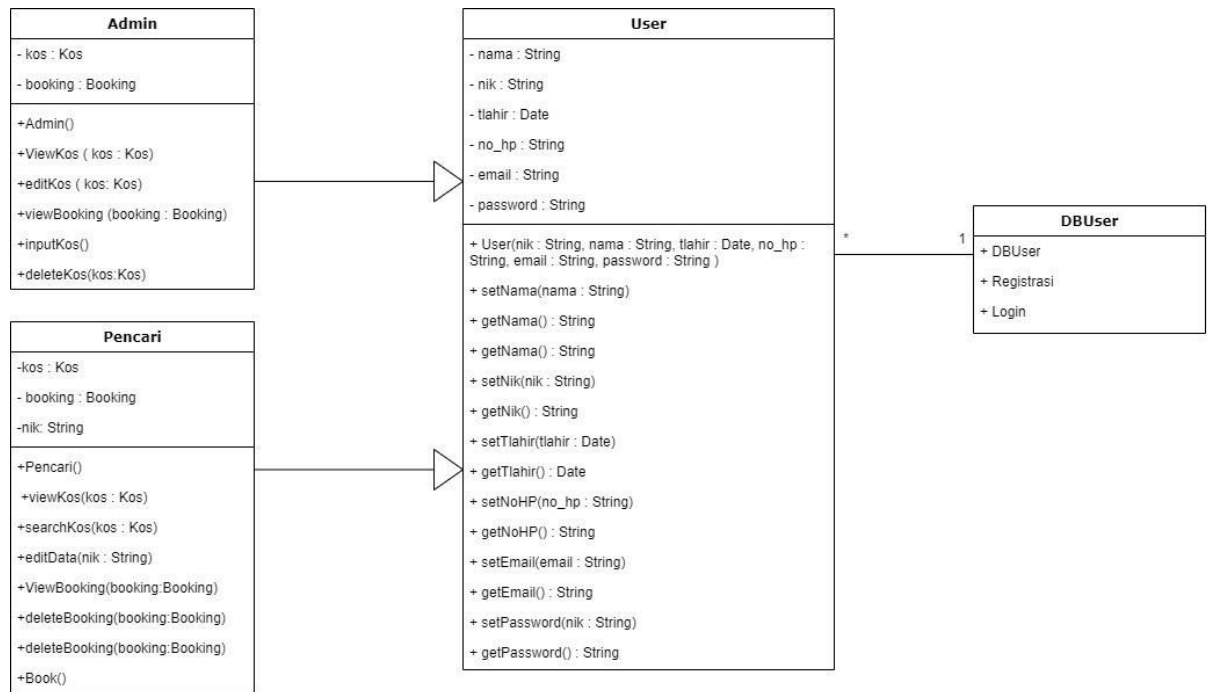 Admin
- kos : Kos
- booking : Booking
+Admin()
+ViewKos ( kos : Kos)
+editKos ( kos: Kos)
+viewBooking (booking : Booking)
+inputKos()
+deleteKos(kos:Kos)
Pencari
-kos : Kos
- booking : Booking
-nik: String
+Pencari()
+viewKos(kos : Kos)
+searchKos(kos : Kos)
+editData(nik : String)
+ViewBooking(booking:Booking)
+deleteBooking(booking:Booking)
+deleteBooking(booking:Booking)
+Book()
User
- nama : String
- nik : String
- tlahir : Date
- no_hp : String
- email : String
- password : String
+ User(nik : String, nama : String, tlahir : Date, no_hp :
String, email : String, password : String )
+ setNama(nama : String)
+ getNama() : String
+ getNama() : String
+ setNik(nik : String)
+ getNik() : String
+ setTlahir(tlahir : Date)
+ getTlahir() : Date
+ setNoHP(no_hp : String)
+ getNoHP() : String
+ setEmail(email : String)
+ getEmail() : String
+ setPassword(nik : String)
+ getPassword() : String
*
1
DBUser
+ DBUser
+ Registrasi
+ Login